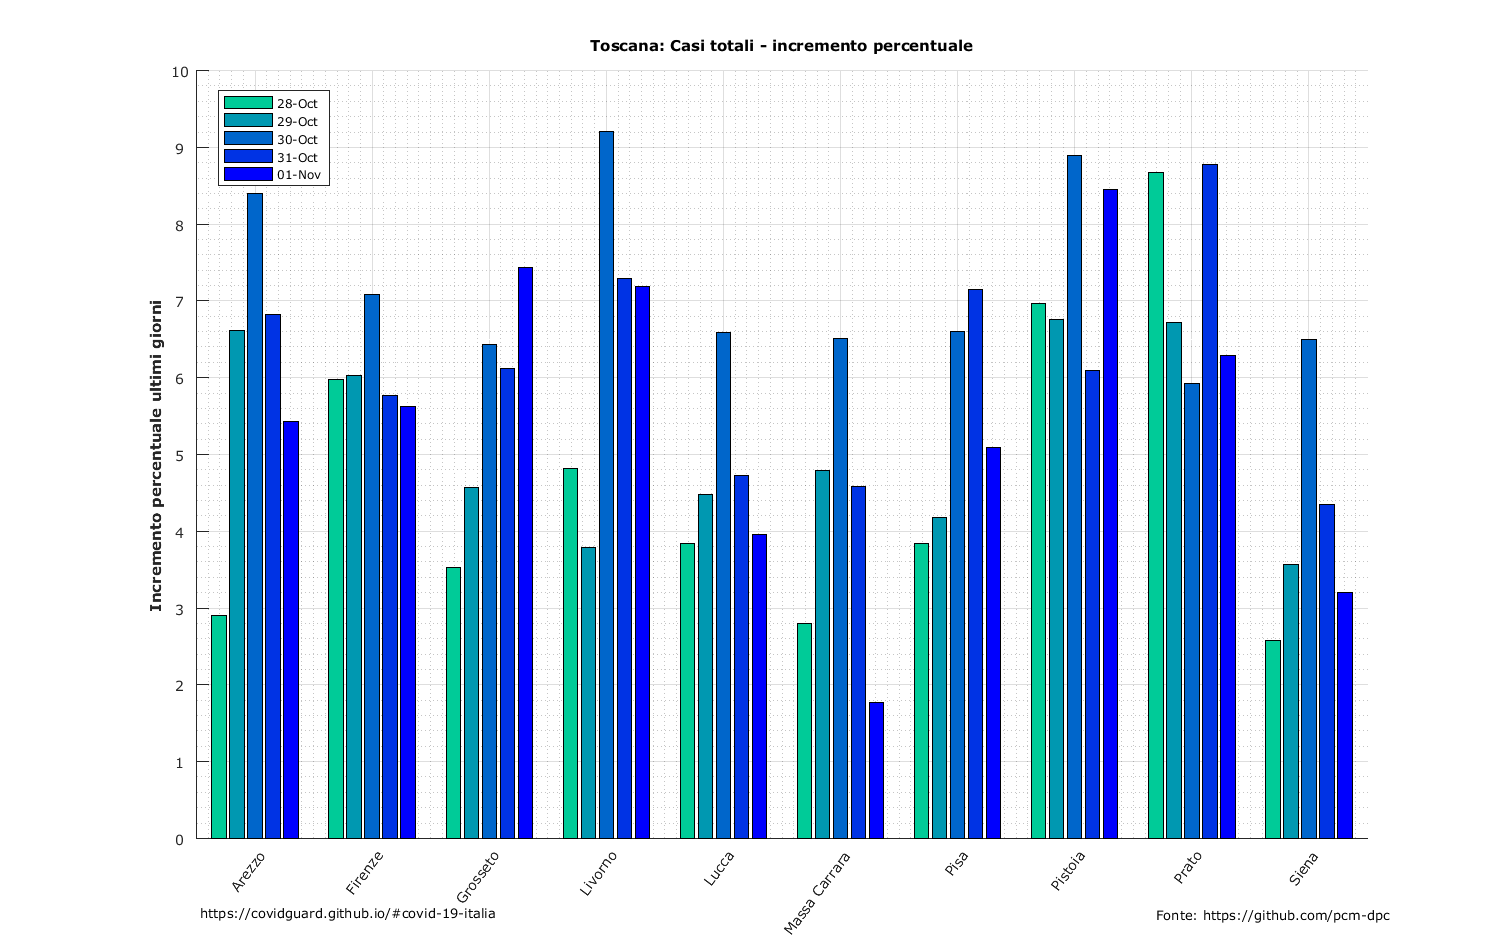 Toscana: Casi totali - incremento percentuale
Incremento percentuale ultimi giorni
10
9
8
7
6
5
4
3
2
1
0
28-Oct
29-Oct
30-Oct
31-Oct
01-Nov
Arezzo
Firenze
Grosseto
Livorno
Lucca
Massa Carrara
Pisa
Pistoia
Prato
Siena
https://covidguard.github.io/#covid-19-italia
Fonte: https://github.com/pcm-dpc